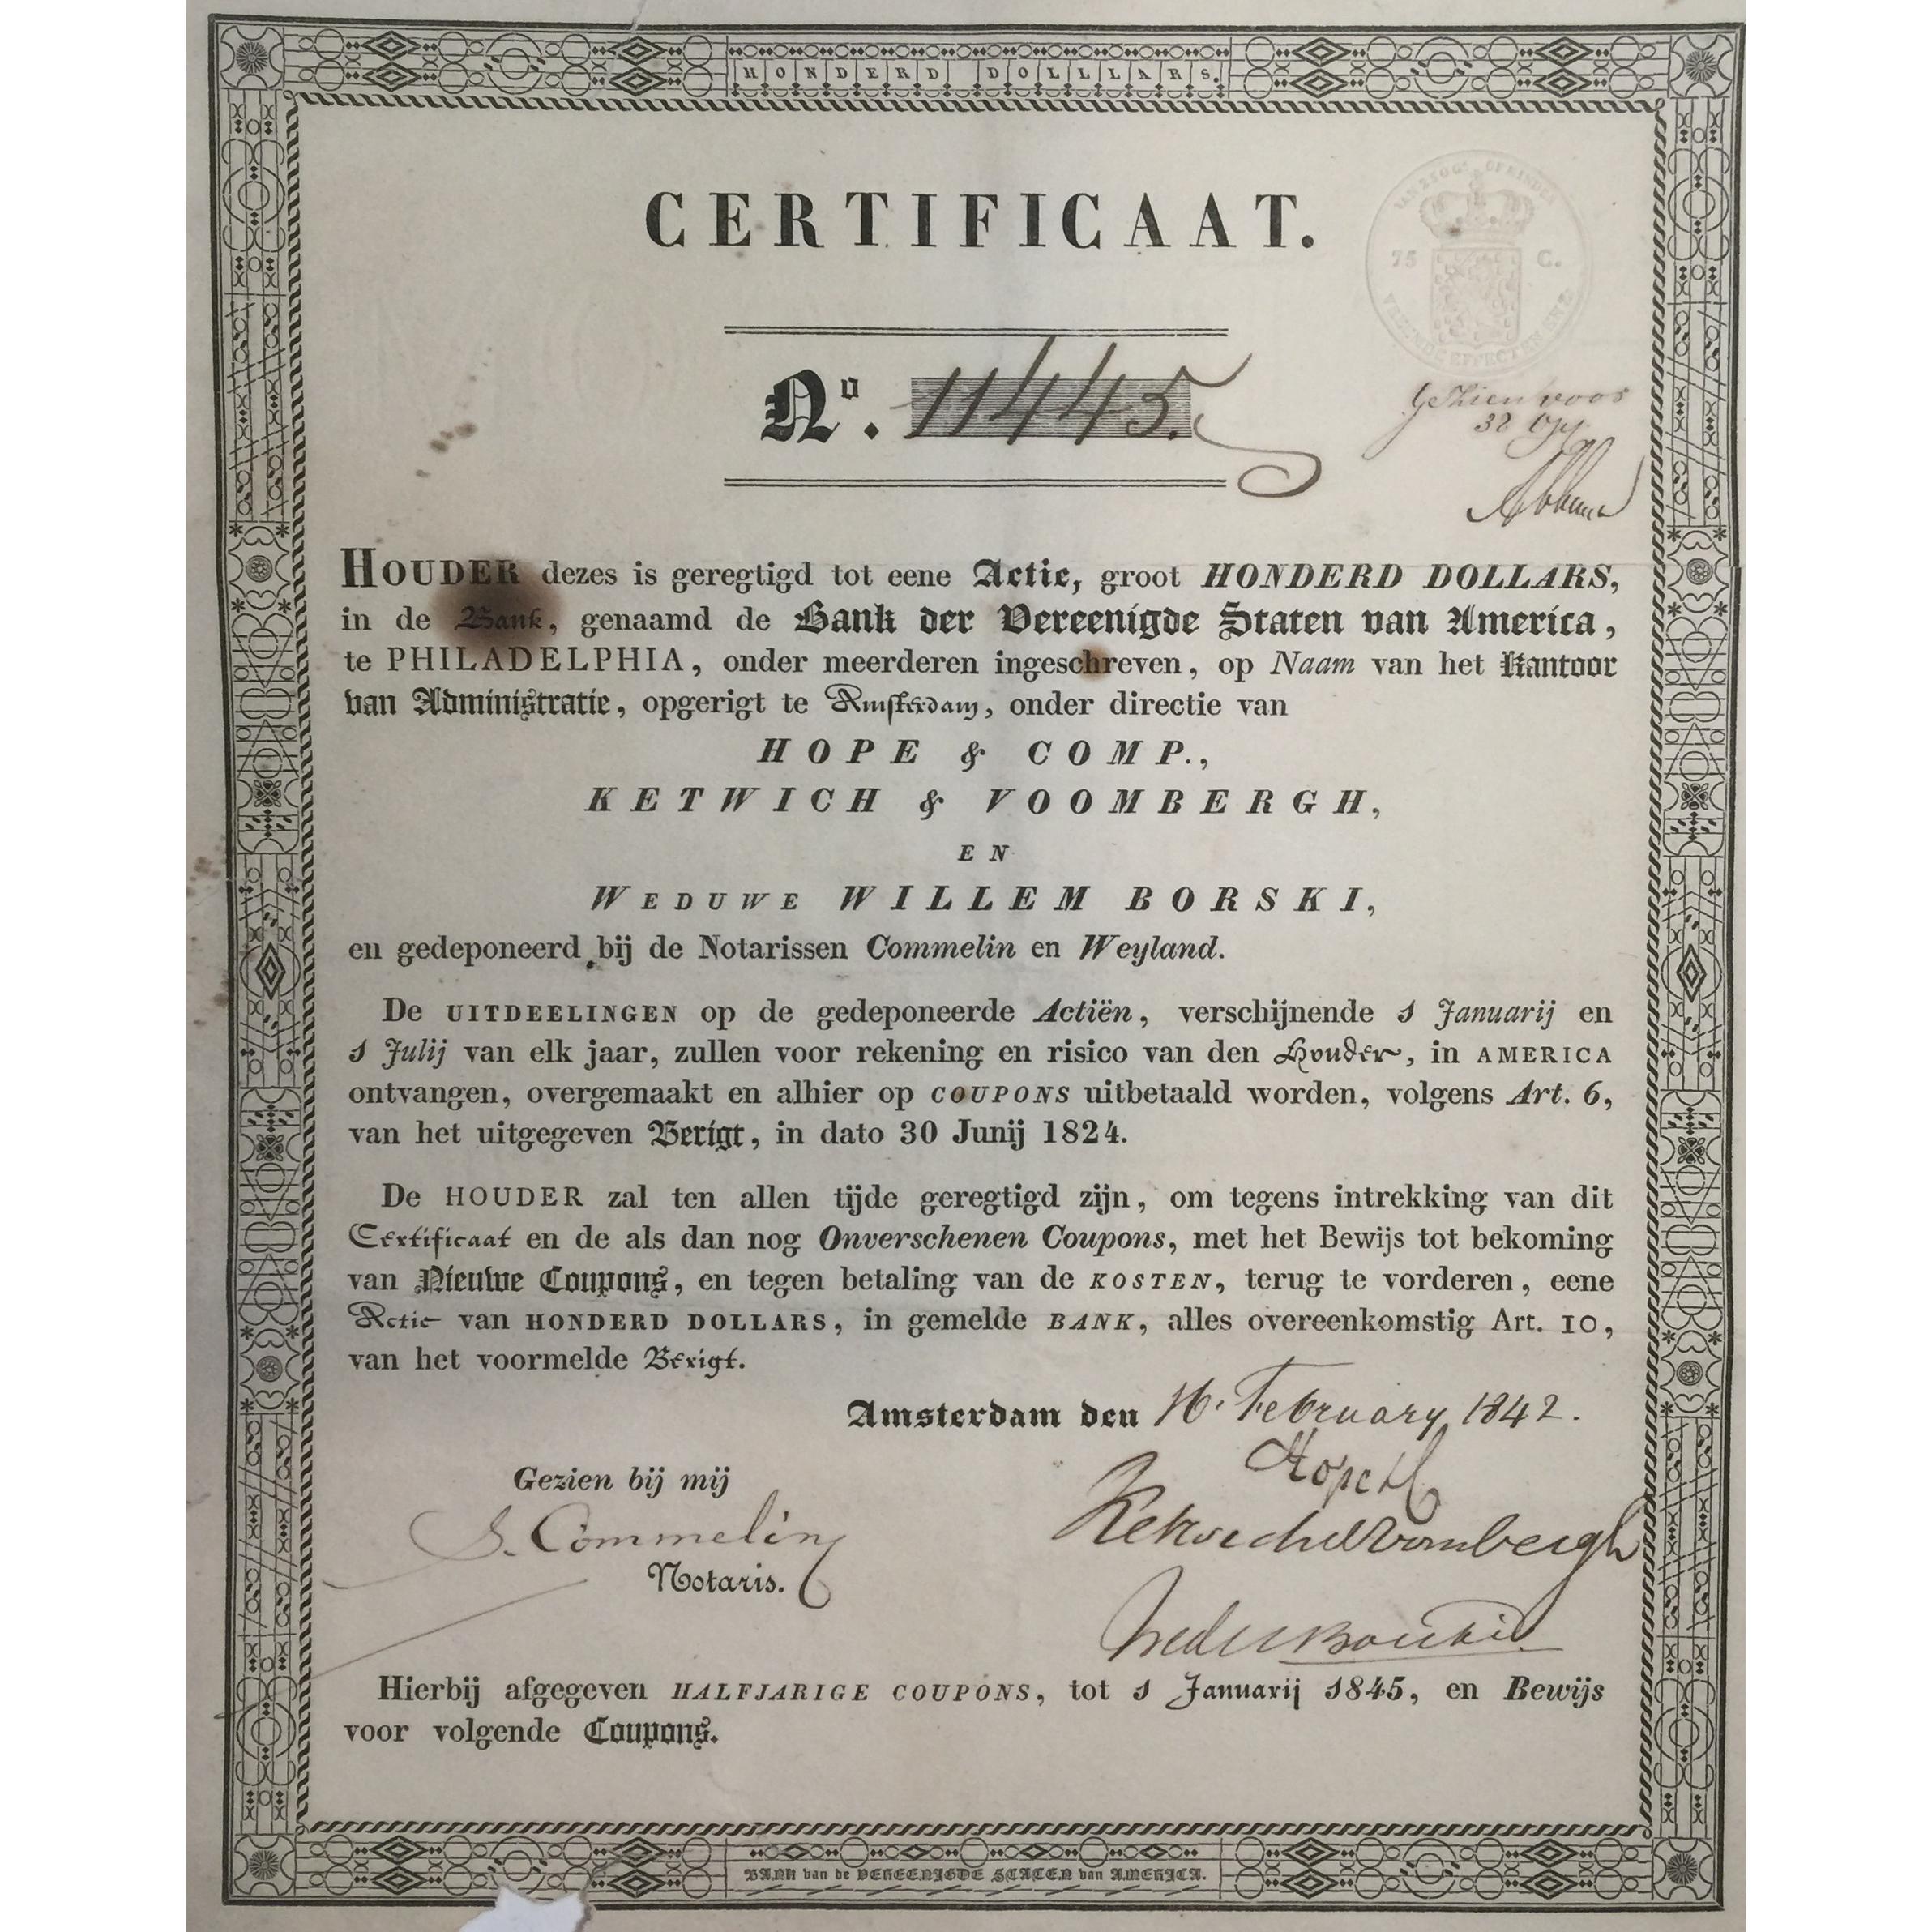 HONDERD DOLLLARS.
CERTIFICAAT.
75 C.
No. 11445.
Gezien voor
HOUDER dezes is geregtigd tot eene Actie, groot HONDERD DOLLARS,
in de Bank, genaamd de Bank der Vereenigde Staten van America,
te PHILADELPHIA, onder meerderen ingeschreven, op Naam van het Kantoor
van Administratie, opgerigt te Amsterdam, onder directie van
HOPE & COMP.,
KETWICH & VOOMBERGH,
EN
WEDUWE WILLEM BORSKI,
en gedeponeerd bij de Notarissen Commelin en Weyland.
De UITDEELINGEN op de gedeponeerde Actiën, verschijnende 1 Januarij en
1 Julij van elk jaar, zullen voor rekening en risico van den Houder, in AMERICA
ontvangen, overgemaakt en alhier op COUPONS uitbetaald worden, volgens Art. 6,
van het uitgegeven Berigt, in dato 30 Junij 1824.
De HOUDER zal ten allen tijde geregtigd zijn, om tegens intrekking van dit
Certificaat en de als dan nog Onverschenen Coupons, met het Bewijs tot bekoming
van Nieuwe Coupons, en tegen betaling van de KOSTEN, terug te vorderen, eene
Actie van HONDERD DOLLARS, in gemelde BANK, alles overeenkomstig Art. 10,
van het voormelde Berigt.
Amsterdam den 16. February 1842.
Gezien bij mij
Hope &
S. Commelin
Ketwich & Voombergh
Notaris.
Wed W Borski
Hierbij afgegeven HALFJARIGE COUPONS, tot 1 Januarij 1845, en Bewijs
voor volgende Coupons.
BANK van de VEREENIGDE STATEN van AMERICA.